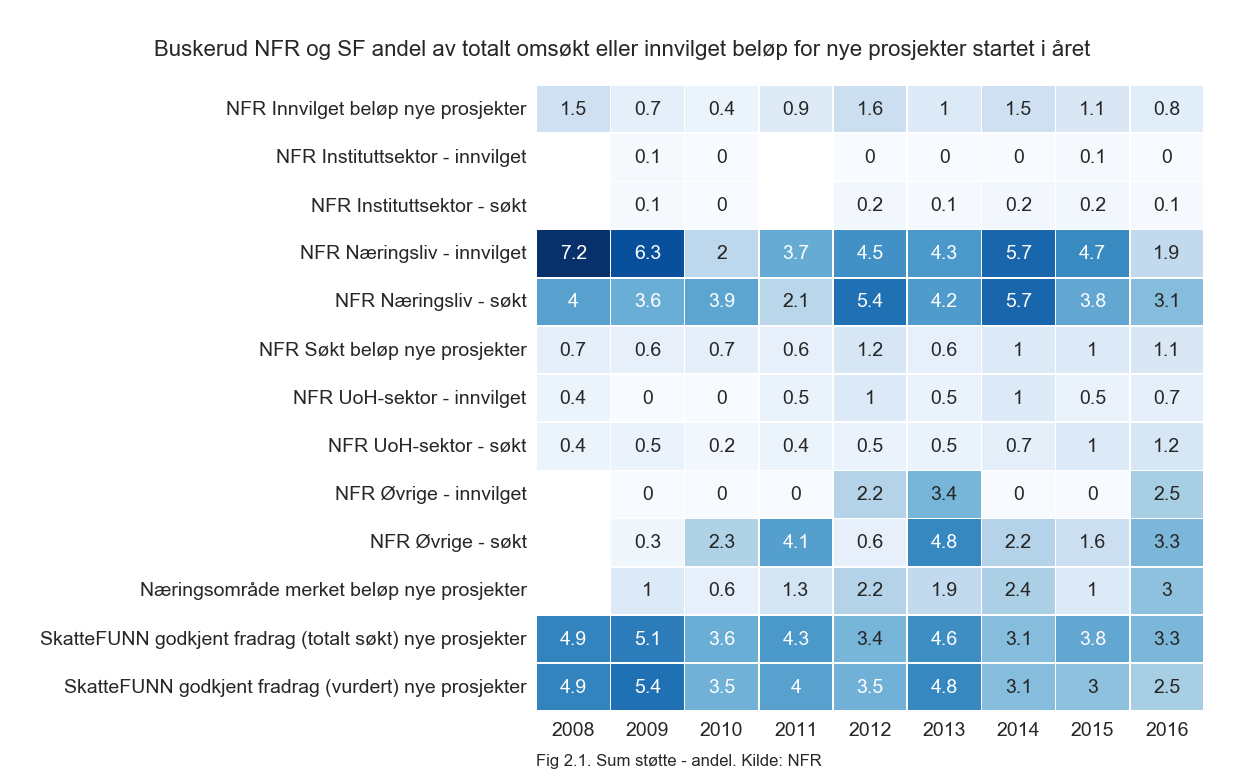 Buskerud NFR og SF andel av totalt omsøkt eller innvilget beløp for nye prosjekter startet i året
NFR Innvilget beløp nye prosjekter 1.5 0.7 0.4 0.9 1.6 1 1.5 1.1 0.8
NFR Instituttsektor - innvilget 0.1 0 0 0 0 0.1 0
NFR Instituttsektor - søkt 0.1 0 0.2 0.1 0.2 0.2 0.1
NFR Næringsliv - innvilget 7.2 6.3 2 3.7 4.5 4.3 5.7 4.7 1.9
NFR Næringsliv - søkt 4 3.6 3.9 2.1 5.4 4.2 5.7 3.8 3.1
NFR Søkt beløp nye prosjekter 0.7 0.6 0.7 0.6 1.2 0.6 1 1 1.1
NFR UoH-sektor - innvilget 0.4 0 0 0.5 1 0.5 1 0.5 0.7
NFR UoH-sektor - søkt 0.4 0.5 0.2 0.4 0.5 0.5 0.7 1 1.2
NFR Øvrige - innvilget 0 0 0 2.2 3.4 0 0 2.5
NFR Øvrige - søkt 0.3 2.3 4.1 0.6 4.8 2.2 1.6 3.3
Næringsområde merket beløp nye prosjekter 1 0.6 1.3 2.2 1.9 2.4 1 3
SkatteFUNN godkjent fradrag (totalt søkt) nye prosjekter 4.9 5.1 3.6 4.3 3.4 4.6 3.1 3.8 3.3
SkatteFUNN godkjent fradrag (vurdert) nye prosjekter 4.9 5.4 3.5 4 3.5 4.8 3.1 3 2.5
2008 2009 2010 2011 2012 2013 2014 2015 2016
Fig 2.1. Sum støtte - andel. Kilde: NFR